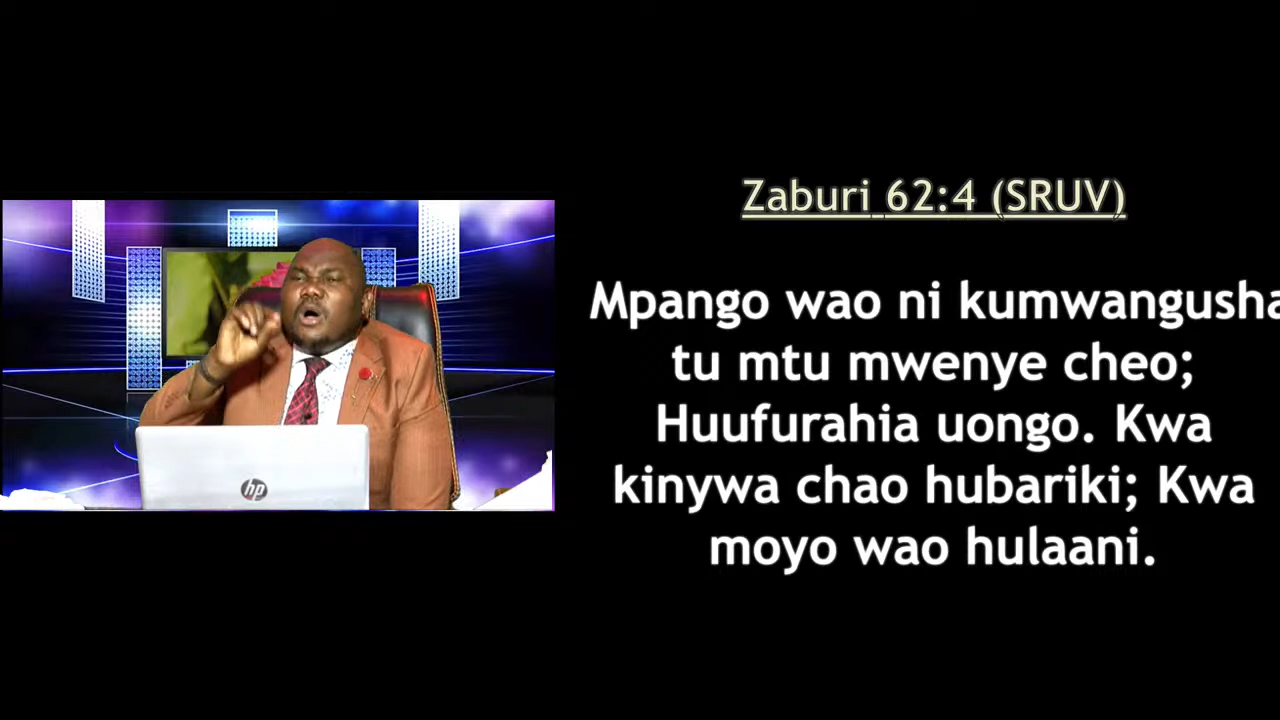 Zaburi 62:4 (SRUV)
Mpango wao ni kumwangusha
tu mtu mwenye cheo;
Huufurahia uongo. Kwa
kinywa chao hubariki; Kwa
moyo wao hulaani.
hp